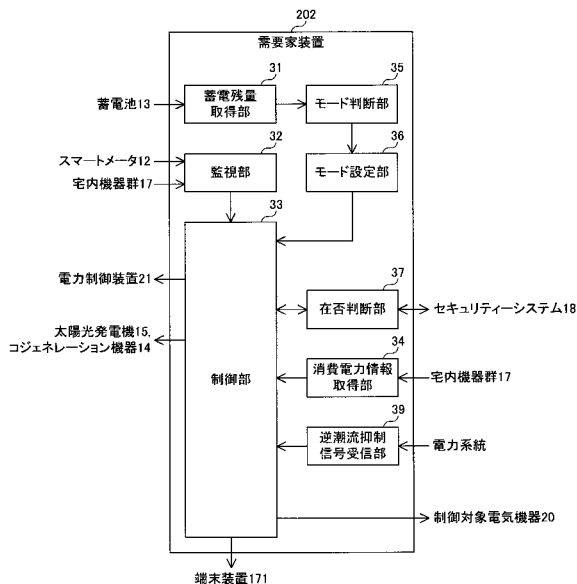 202
需要家装置
31
蓄電残量
取得部
35
モード判断部
蓄電池13
32
監視部
36
モード設定部
スマートメータ12
宅内機器群17
33
制御部
電力制御装置21
太陽光発電機15,
コジェネレーション機器14
37
在否判断部
セキュリティーシステム18
34
消費電力情報
取得部
宅内機器群17
39
逆潮流抑制
信号受信部
電力系統
制御対象電気機器20
端末装置171